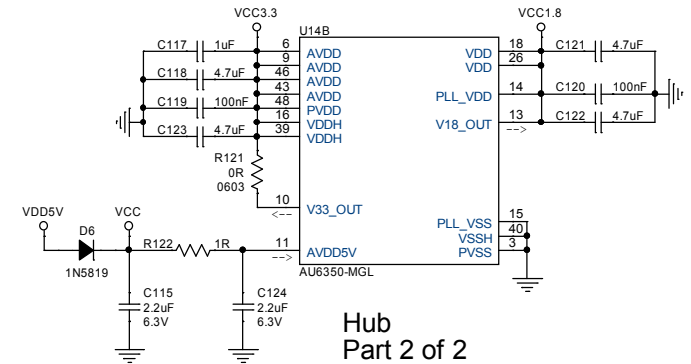 VCC3.3
VCC1.8
U14B
C117 1uF 6 AVDD VDD 18 C121 4.7uF
9 AVDD VDD 26
C118 4.7uF 46 AVDD
43 AVDD PLL_VDD 14 C120 100nF
C119 100nF 48 PVDD
16 VDDH V18_OUT 13 C122 4.7uF
C123 4.7uF 39 VDDH -->
R121
0R
0603
10 V33_OUT
<--
VDD5V VCC
PLL_VSS 15
D6 R122 1R 11 AVDD5V VSSH 40
--> PVSS 3
1N5819
AU6350-MGL
C115 C124
2.2uF 2.2uF
6.3V 6.3V
Hub
Part 2 of 2